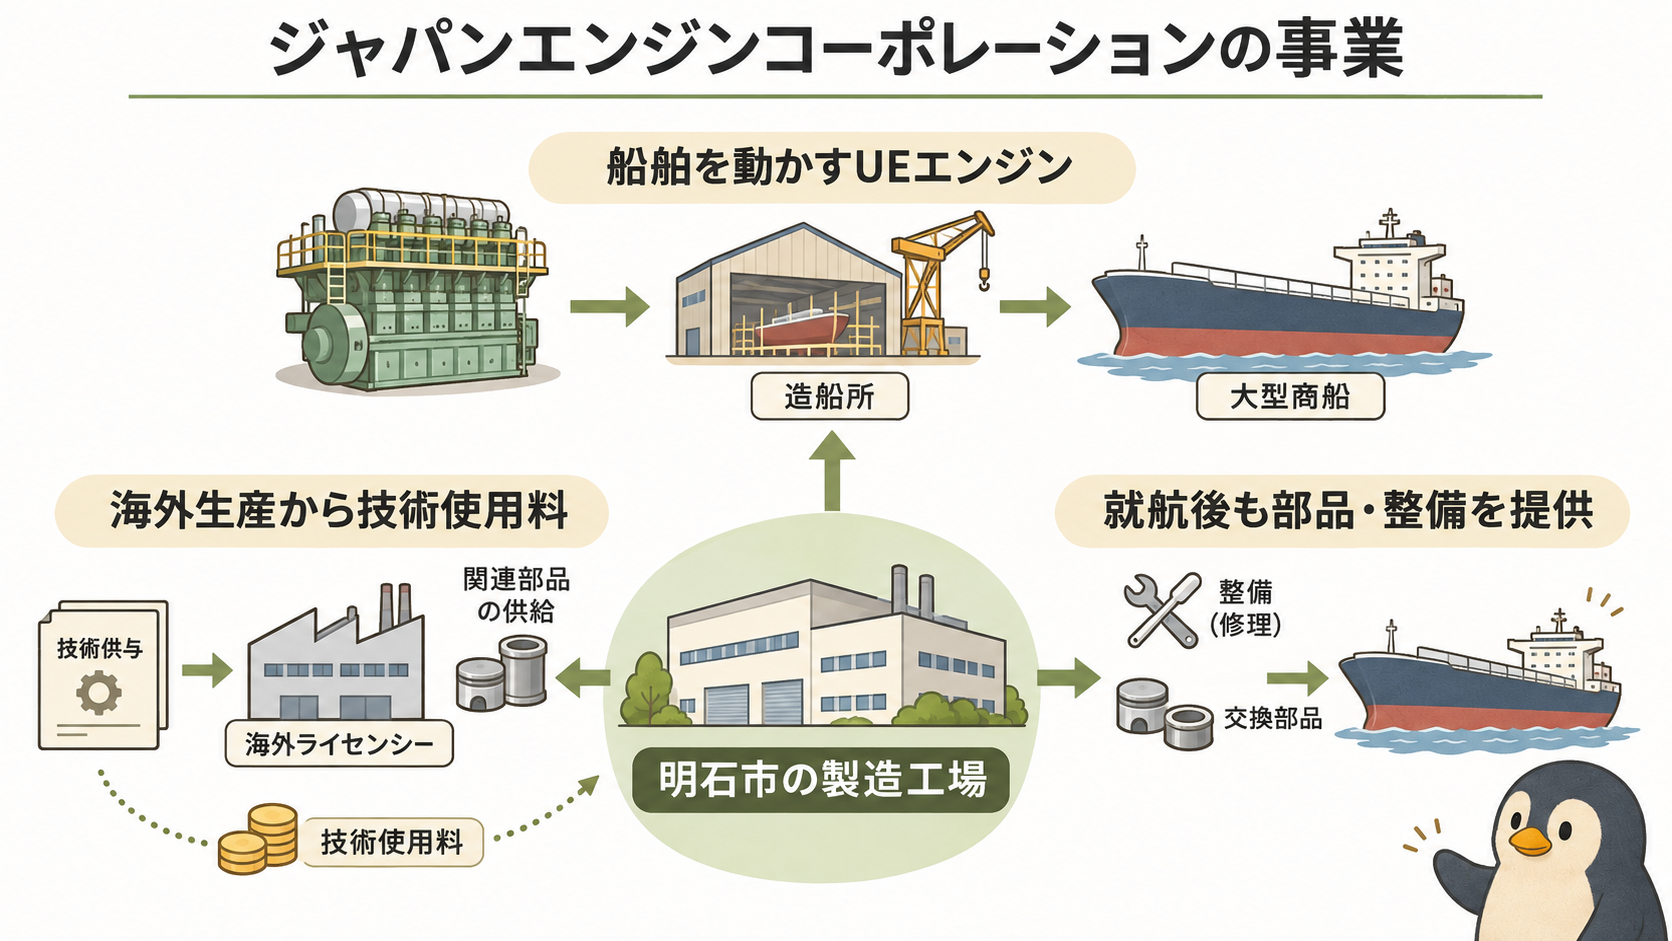 ジャパンエンジンコーポレーションの事業
船舶を動かすUEエンジン
造船所
大型商船
海外生産から技術使用料
就航後も部品・整備を提供
関連部品
の供給
技術供与
海外ライセンシー
技術使用料
明石市の製造工場
整備
(修理)
交換部品